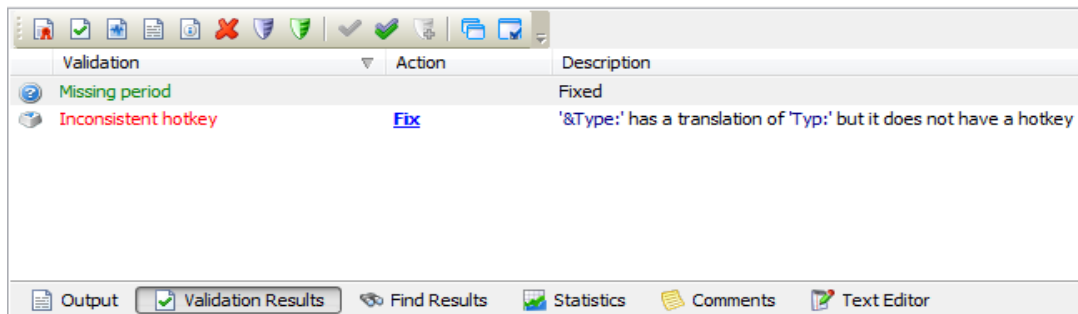 Validation Action Description
Missing period Fixed
Inconsistent hotkey Fix '&Type:' has a translation of 'Typ:' but it does not have a hotkey
Output Validation Results Find Results Statistics Comments Text Editor